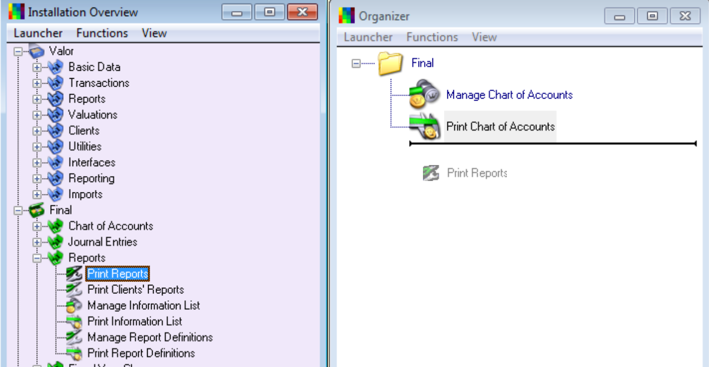 Installation Overview
Launcher Functions View
Valor
Basic Data
Transactions
Reports
Valuations
Clients
Utilities
Interfaces
Reporting
Imports
Final
Chart of Accounts
Journal Entries
Reports
Print Reports
Print Clients' Reports
Manage Information List
Print Information List
Manage Report Definitions
Print Report Definitions
Organizer
Launcher Functions View
Final
Manage Chart of Accounts
Print Chart of Accounts
Print Reports